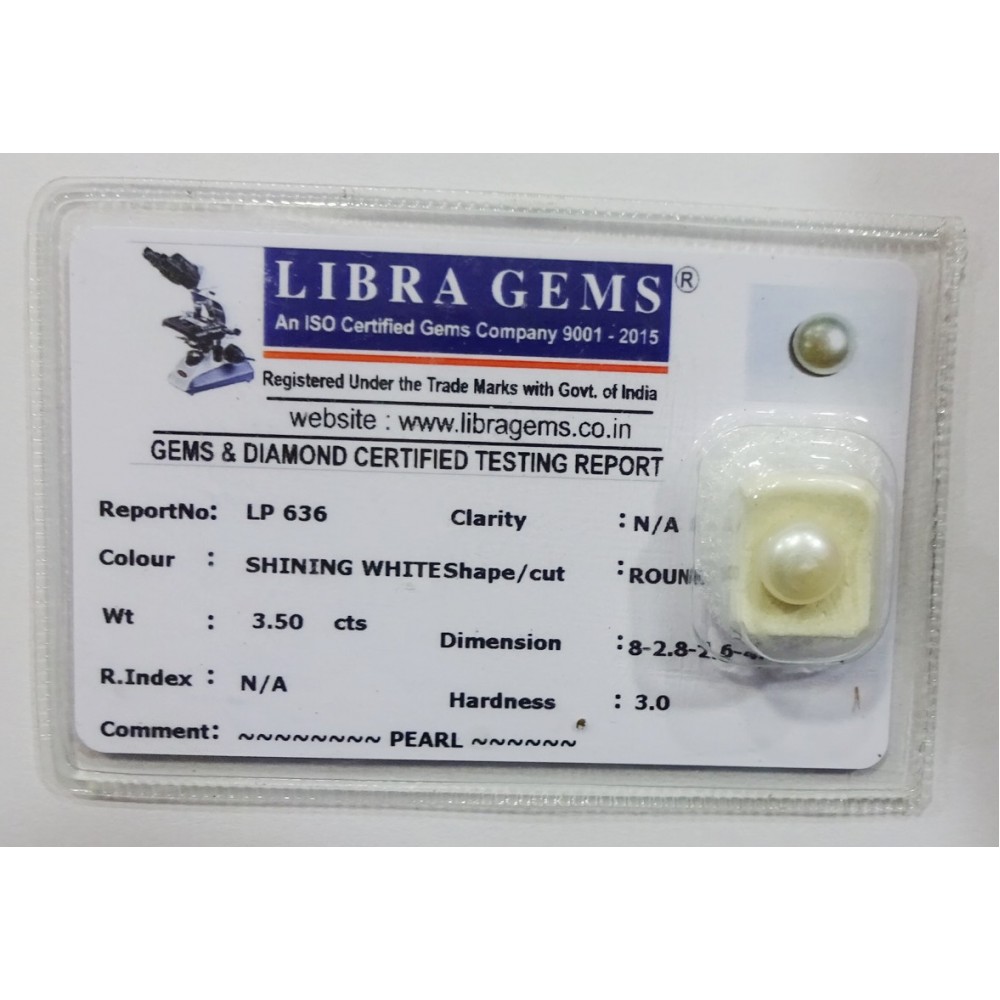 LIBRA GEMS®
An ISO Certified Gems Company 9001 - 2015
Registered Under the Trade Marks with Govt. of India
website : www.libragems.co.in
GEMS & DIAMOND CERTIFIED TESTING REPORT
ReportNo: LP 636 Clarity : N/A
Colour : SHINING WHITE Shape/cut :
Wt : 3.50 cts Dimension :
R.Index : N/A Hardness : 3.0
Comment: ~~~~~~~~ PEARL ~~~~~~